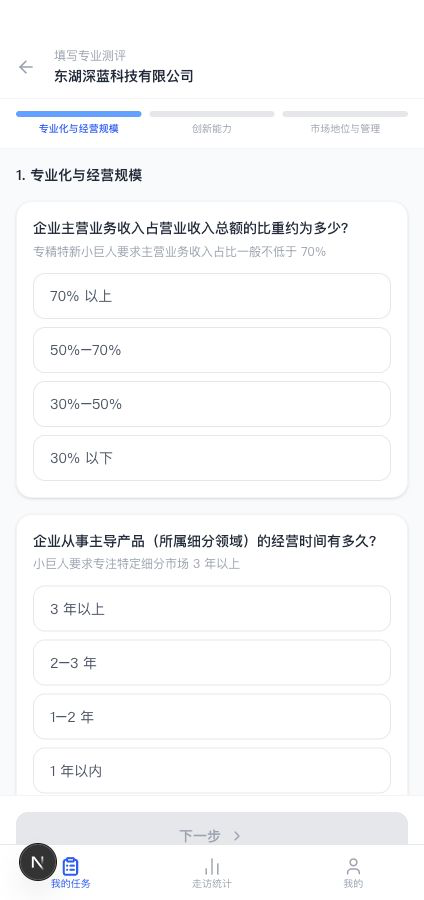 填写专业测评
东湖深蓝科技有限公司
专业化与经营规模
创新能力
市场地位与管理
1. 专业化与经营规模
企业主营业务收入占营业收入总额的比重约为多少?
专精特新小巨人要求主营业务收入占比一般不低于 70%
70% 以上
50%—70%
30%—50%
30% 以下
企业从事主导产品（所属细分领域）的经营时间有多久?
小巨人要求专注特定细分市场 3 年以上
3 年以上
2—3 年
1—2 年
1 年以内
下一步
N
我的任务
走访统计
我的